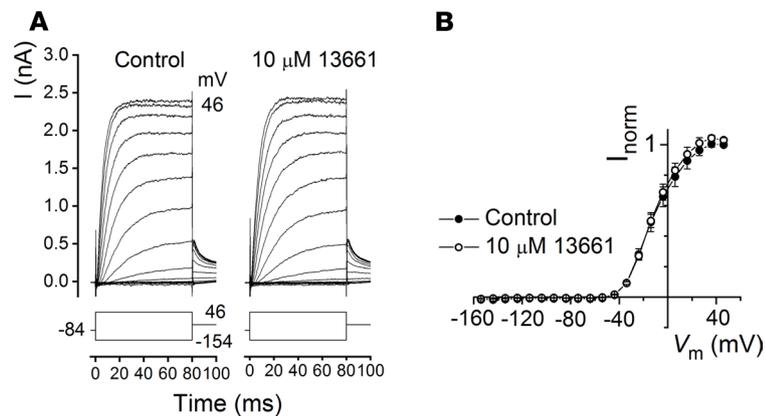 A
B
I (nA)
3.0
2.5
2.0
1.5
1.0
0.5
0.0
Control
10 μM 13661
mV
46
-84
46
-154
0 20 40 60 80 100
0 20 40 60 80 100
Time (ms)
Inorm
1
Control
10 μM 13661
-160 -120 -80 -40 0 40
Vm (mV)